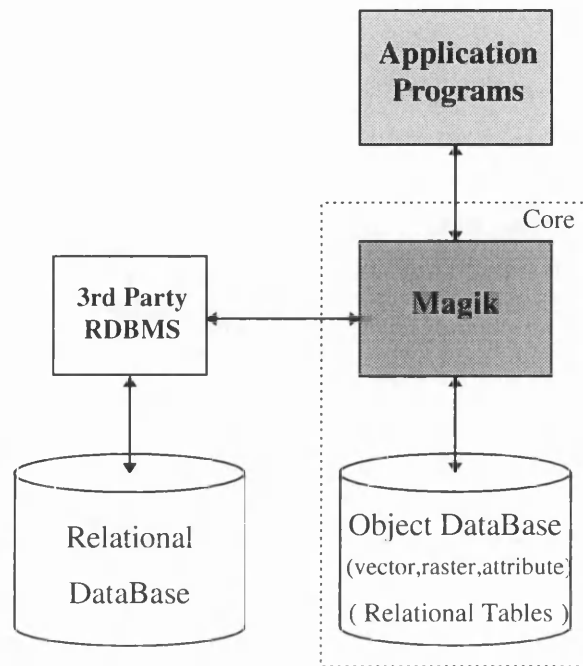 Application
Programs
Core
3rd Party
RDBMS
Magik
Relational
DataBase
Object DataBase
(vector,raster,attribute)
( Relational Tables )